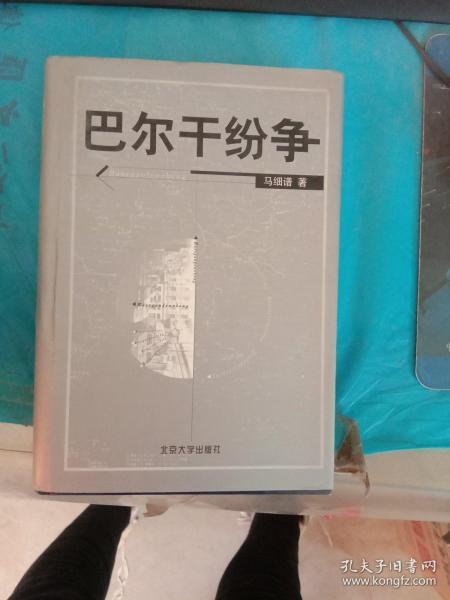 巴尔干纷争
马细谱 著
北京大学出版社
孔夫子旧书网
www.kongfz.com